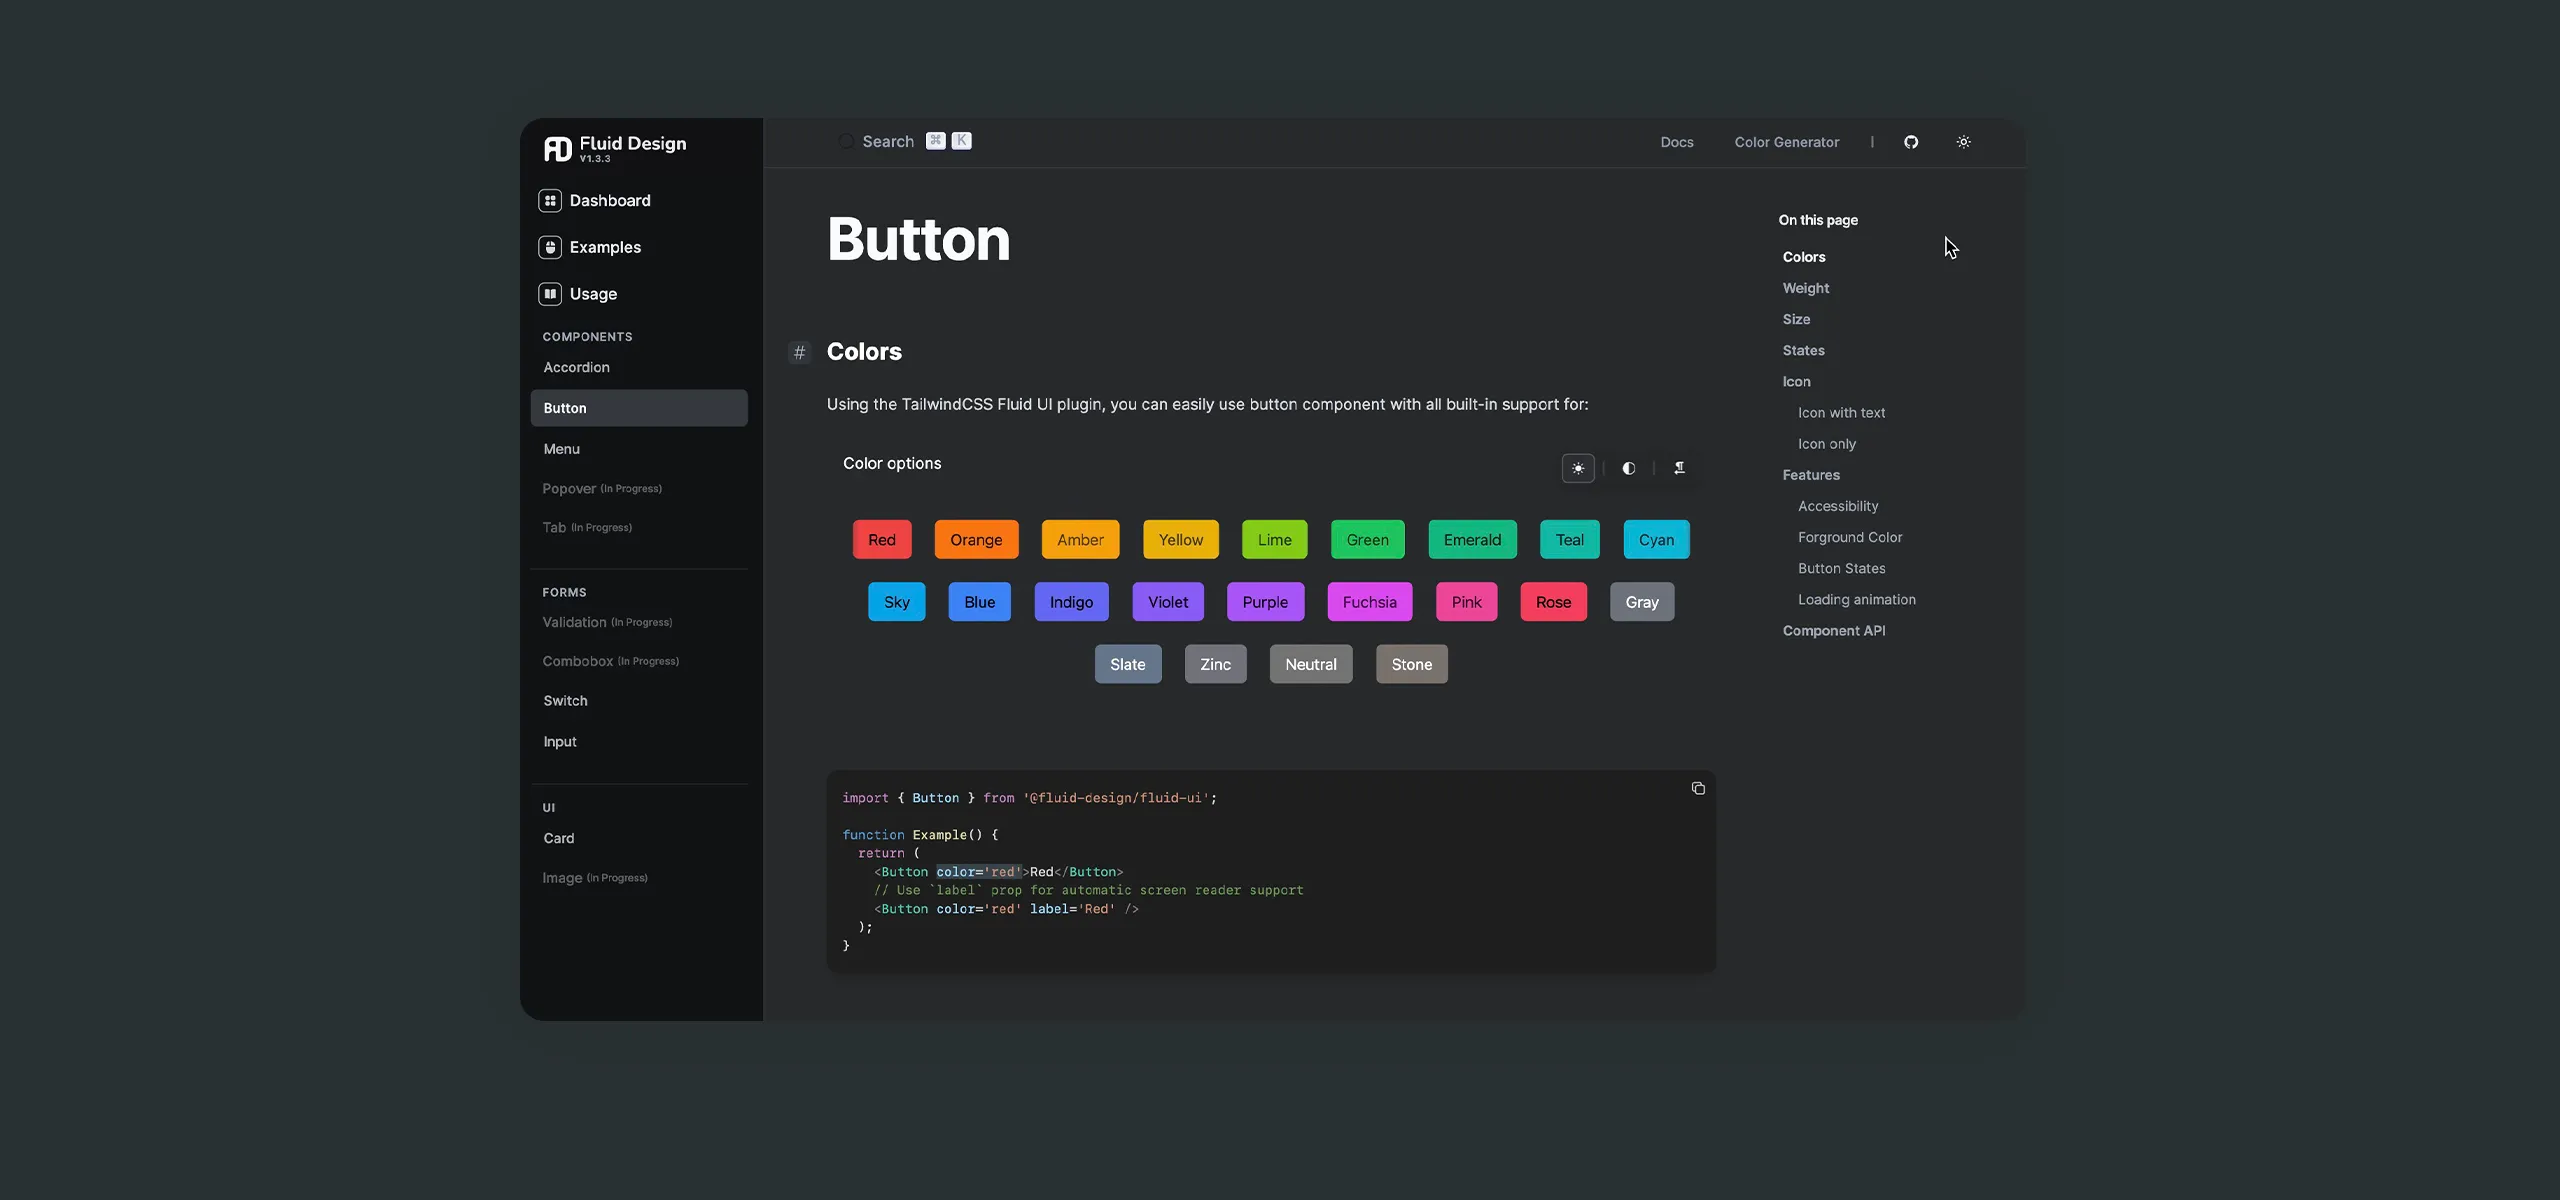 Fluid Design
V1.3.3
Dashboard
Examples
Usage
COMPONENTS
Accordion
Button
Menu
Popover (In Progress)
Tab (In Progress)
FORMS
Validation (In Progress)
Combobox (In Progress)
Switch
Input
UI
Card
Image (In Progress)
Search ⌘ K
Docs Color Generator |
Button
# Colors
Using the TailwindCSS Fluid UI plugin, you can easily use button component with all built-in support for:
Color options
Red Orange Amber Yellow Lime Green Emerald Teal Cyan
Sky Blue Indigo Violet Purple Fuchsia Pink Rose Gray
Slate Zinc Neutral Stone
import { Button } from '@fluid-design/fluid-ui';
function Example() {
return (
<Button color='red'>Red</Button>
// Use `label` prop for automatic screen reader support
<Button color='red' label='Red' />
);
}
On this page
Colors
Weight
Size
States
Icon
Icon with text
Icon only
Features
Accessibility
Forground Color
Button States
Loading animation
Component API